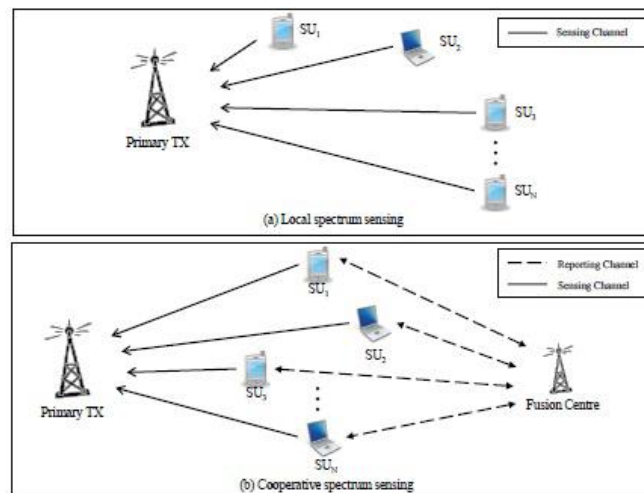 SU1
SU2
Sensing Channel
Primary TX
SU3
SUN
(a) Local spectrum sensing
Reporting Channel
Sensing Channel
SU1
SU2
SU3
Primary TX
Fusion Centre
SUN
(b) Cooperative spectrum sensing